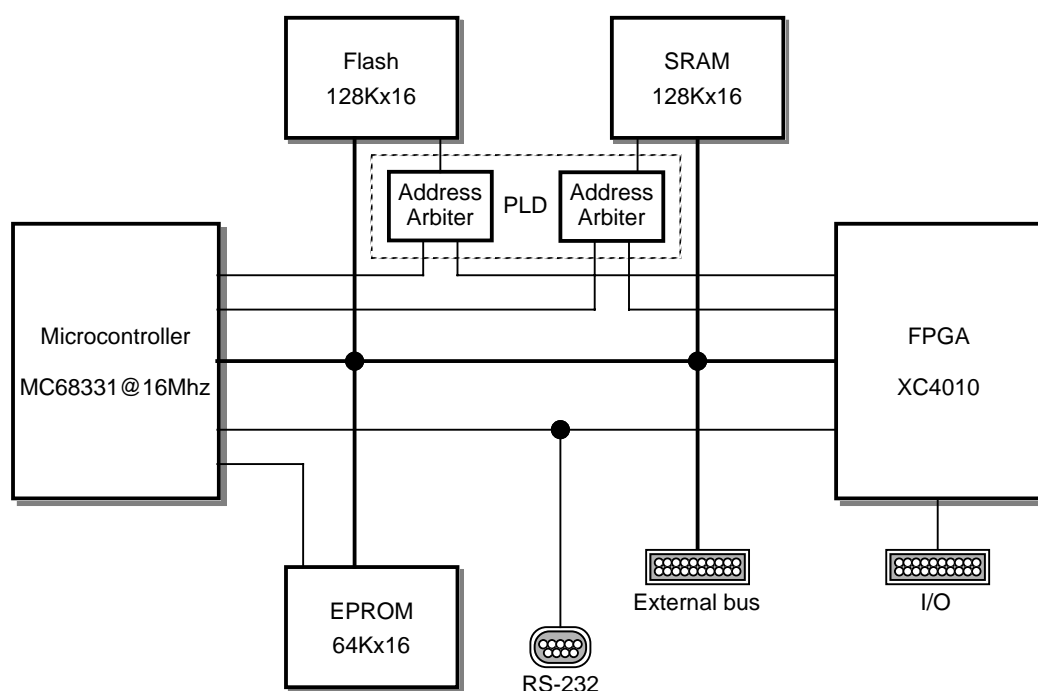 Flash
128Kx16
SRAM
128Kx16
Address
Arbiter
PLD
Address
Arbiter
Microcontroller
MC68331@16Mhz
FPGA
XC4010
EPROM
64Kx16
External bus
I/O
RS-232